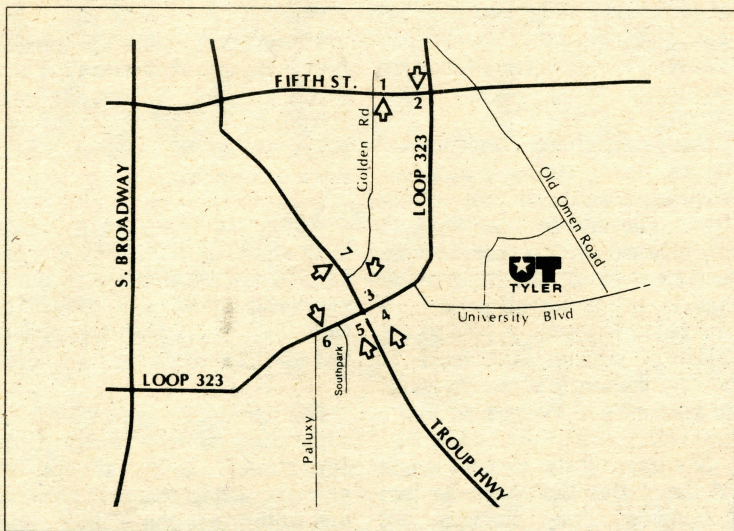 FIFTH ST.
1
2
Golden Rd
LOOP 323
S. BROADWAY
Old Omen Road
7
UT
TYLER
3
4
University Blvd
5
6
Southpark
LOOP 323
Paluxy
TROUP HWY